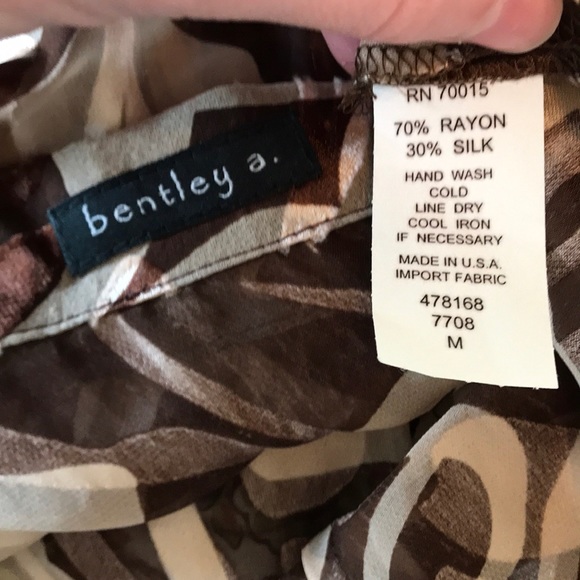 bentley a.
RN 70015
70% RAYON
30% SILK
HAND WASH
COLD
LINE DRY
COOL IRON
IF NECESSARY
MADE IN U.S.A.
IMPORT FABRIC
478168
7708
M